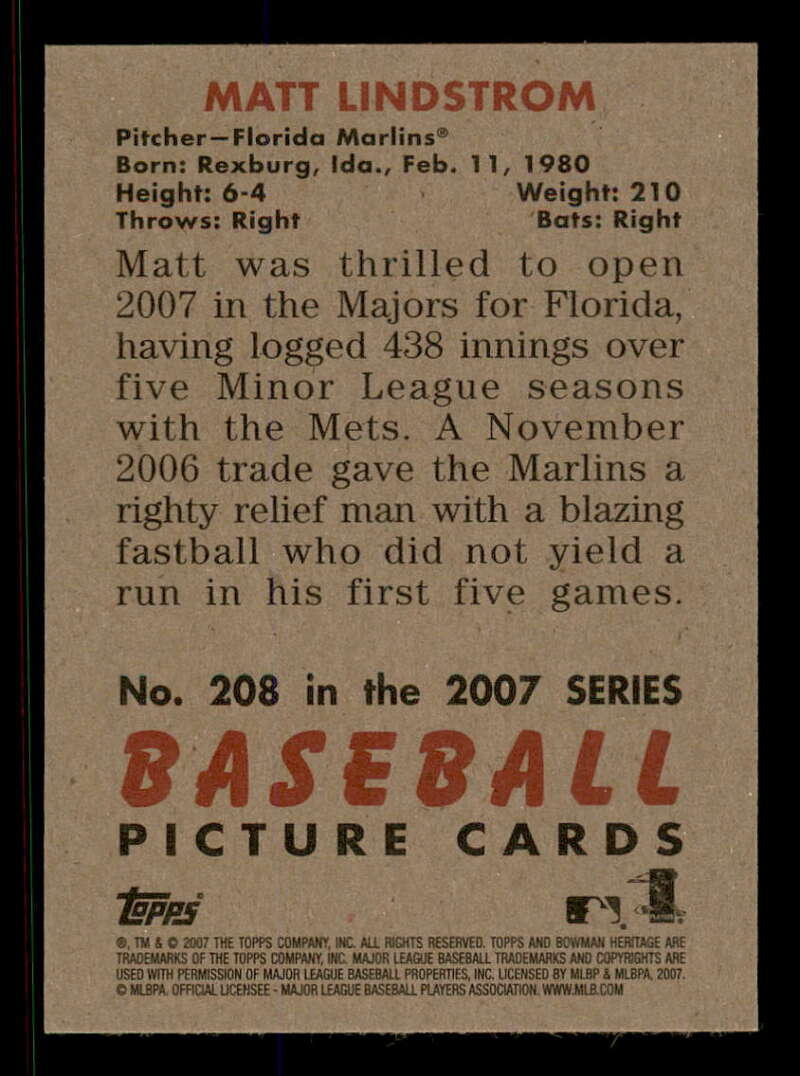 MATT LINDSTROM
Pitcher—Florida Marlins®
Born: Rexburg, Ida., Feb. 11, 1980
Height: 6-4 Weight: 210
Throws: Right Bats: Right
Matt was thrilled to open
2007 in the Majors for Florida,
having logged 438 innings over
five Minor League seasons
with the Mets. A November
2006 trade gave the Marlins a
righty relief man with a blazing
fastball who did not yield a
run in his first five games.
No. 208 in the 2007 SERIES
BASEBALL
PICTURE CARDS
Topps
®, TM & © 2007 THE TOPPS COMPANY, INC. ALL RIGHTS RESERVED. TOPPS AND BOWMAN HERITAGE ARE
TRADEMARKS OF THE TOPPS COMPANY, INC. MAJOR LEAGUE BASEBALL TRADEMARKS AND COPYRIGHTS ARE
USED WITH PERMISSION OF MAJOR LEAGUE BASEBALL PROPERTIES, INC. LICENSED BY MLBP & MLBPA, 2007.
© MLBPA. OFFICIAL LICENSEE - MAJOR LEAGUE BASEBALL PLAYERS ASSOCIATION. WWW.MLB.COM